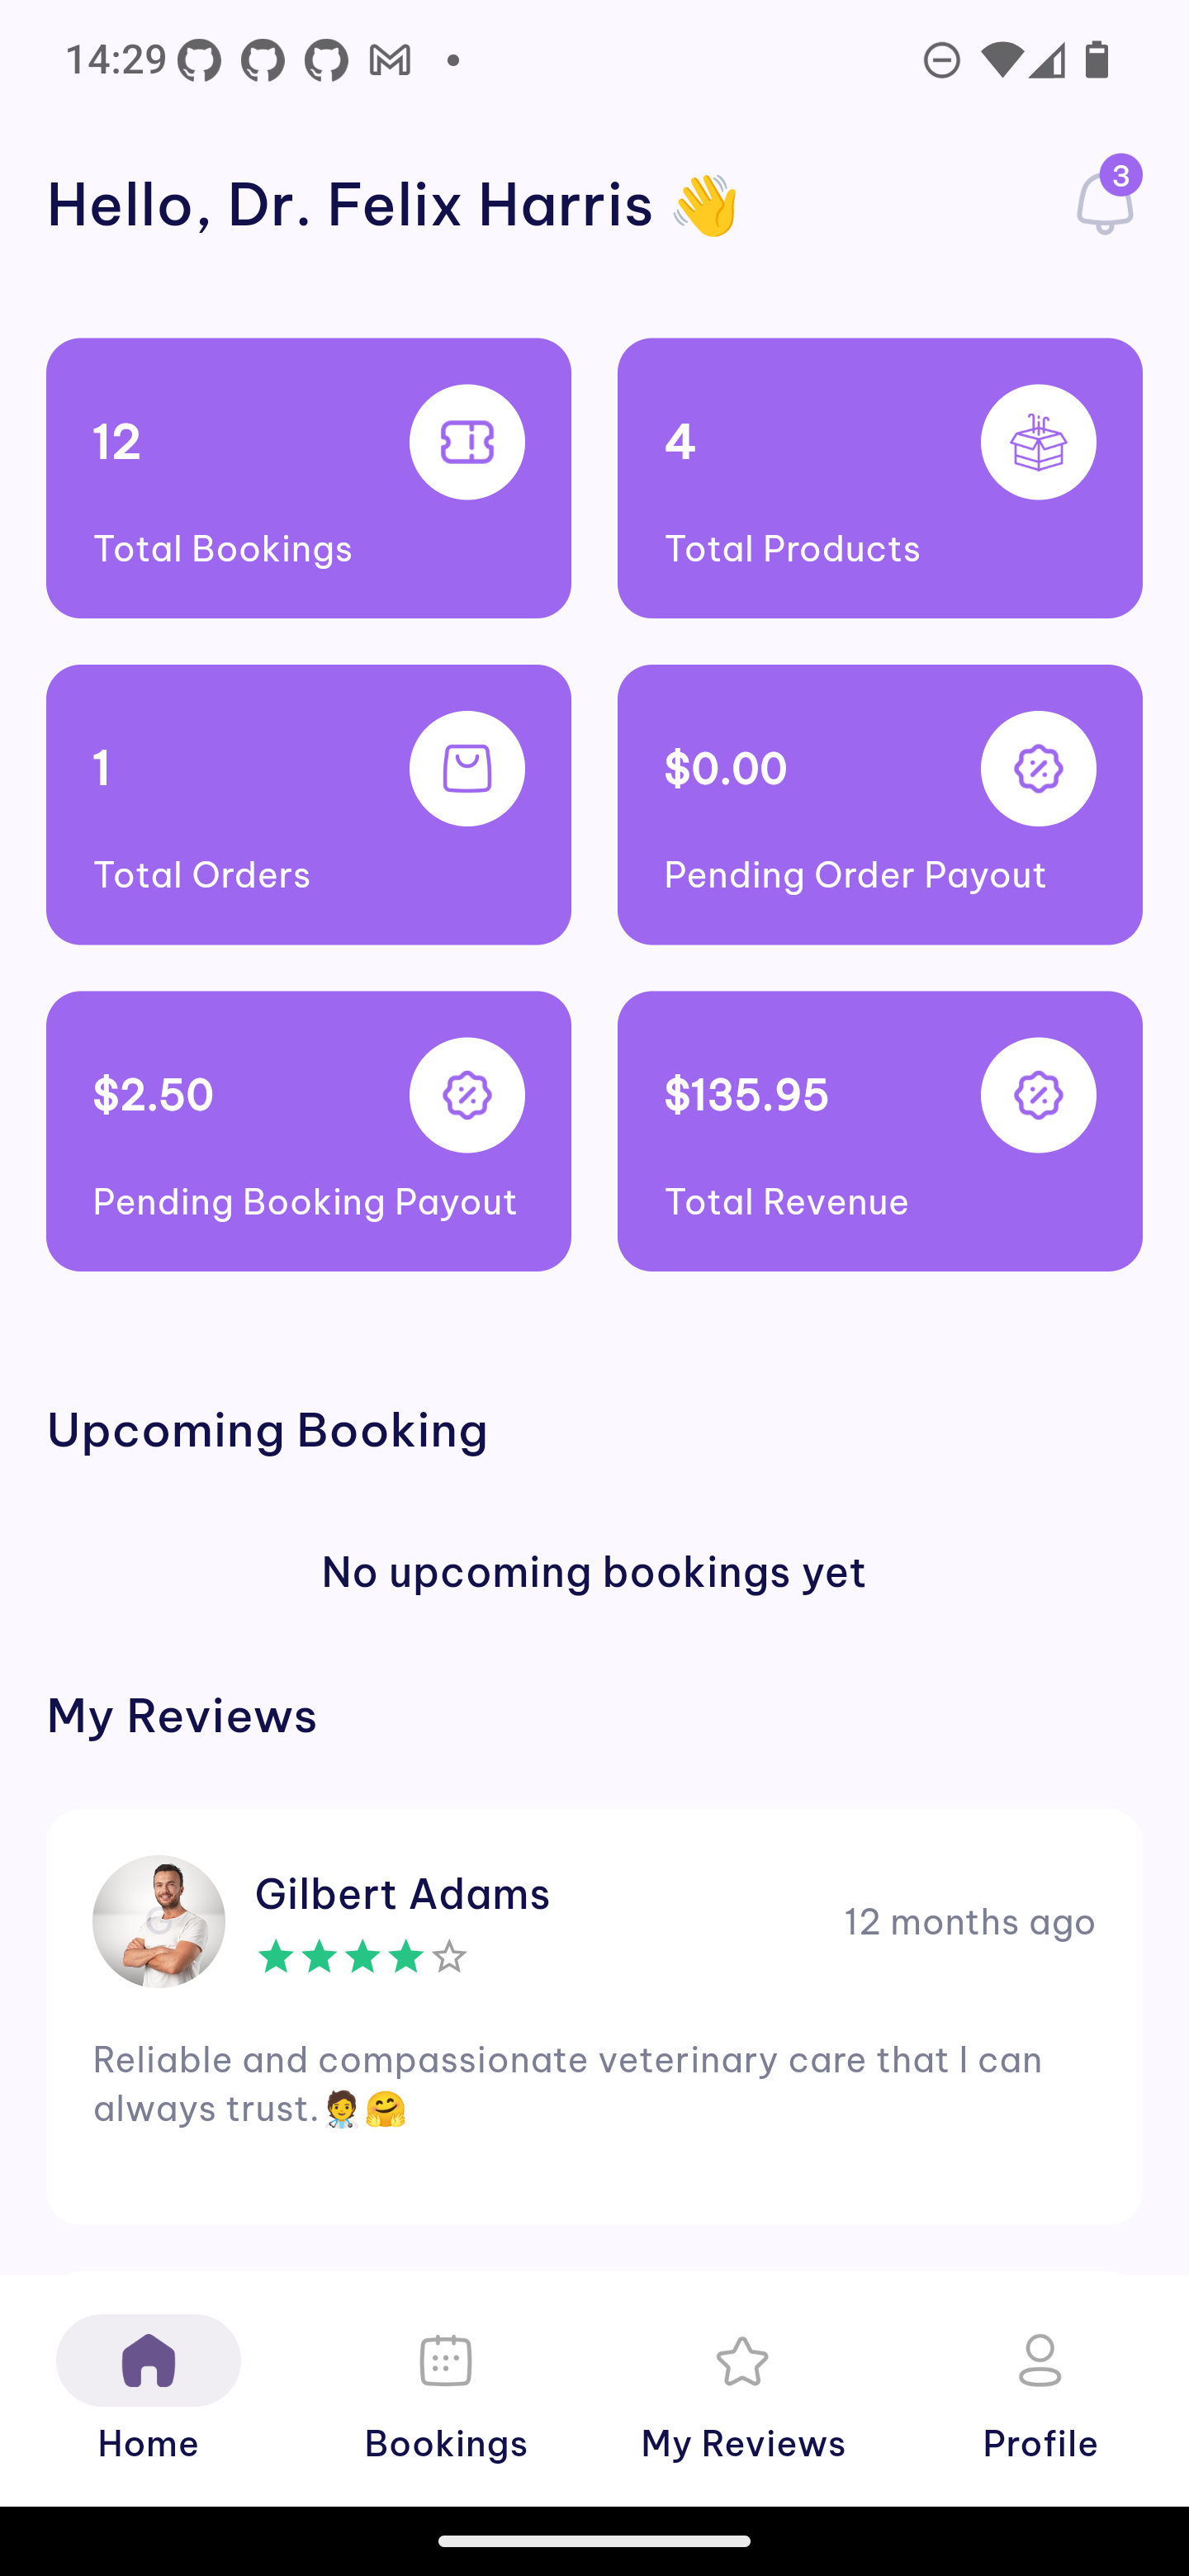 14:29
Hello, Dr. Felix Harris 👋
3
12
Total Bookings
4
Total Products
1
Total Orders
$0.00
Pending Order Payout
$2.50
Pending Booking Payout
$135.95
Total Revenue
Upcoming Booking
No upcoming bookings yet
My Reviews
Gilbert Adams
12 months ago
Reliable and compassionate veterinary care that I can
always trust.🧑‍⚕️🤗
Home
Bookings
My Reviews
Profile